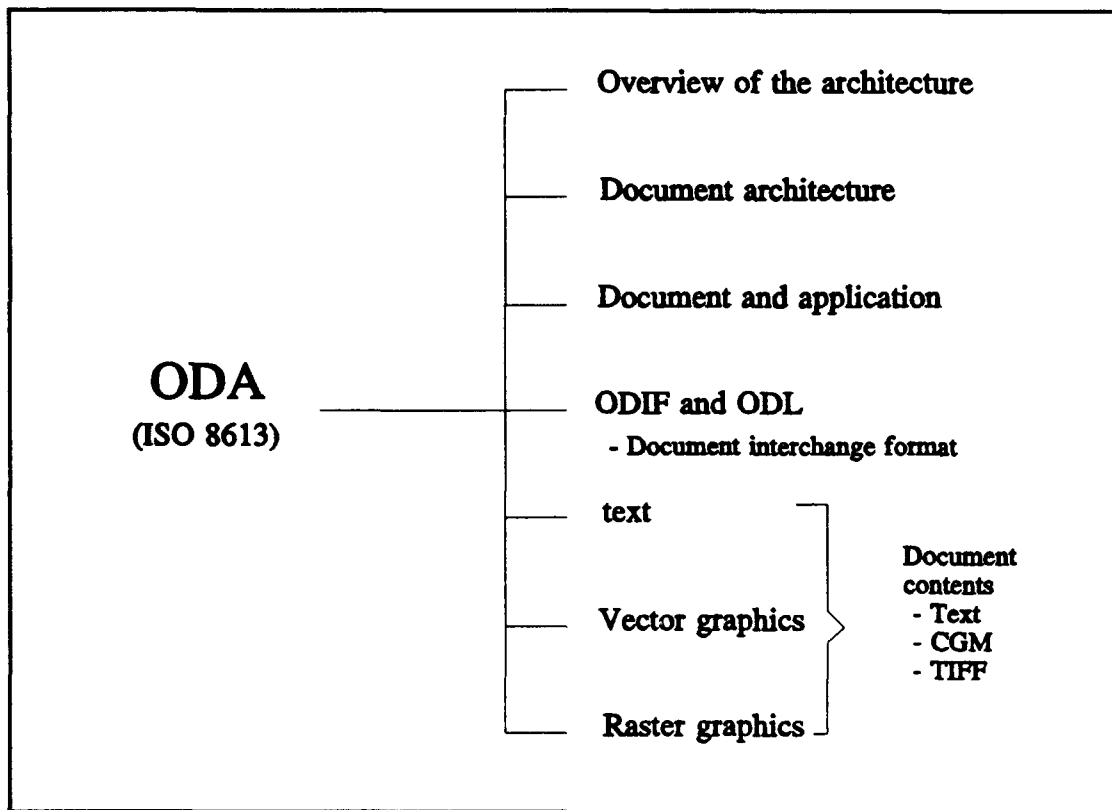 Overview of the architecture
Document architecture
Document and application
ODA
(ISO 8613)
ODIF and ODL
- Document interchange format
text
Vector graphics
Raster graphics
Document
contents
- Text
- CGM
- TIFF